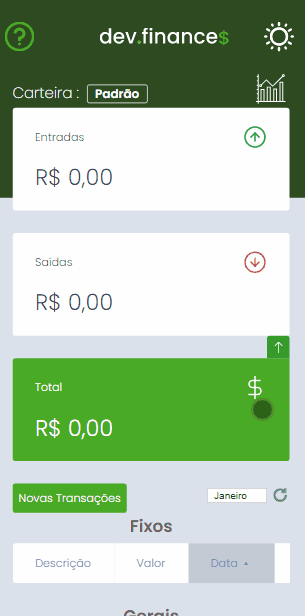 dev.finance$
Carteira : Padrão
Entradas
R$ 0,00
Saídas
R$ 0,00
Total
$
R$ 0,00
Novas Transações
Janeiro
Fixos
Descrição Valor Data
Gerais